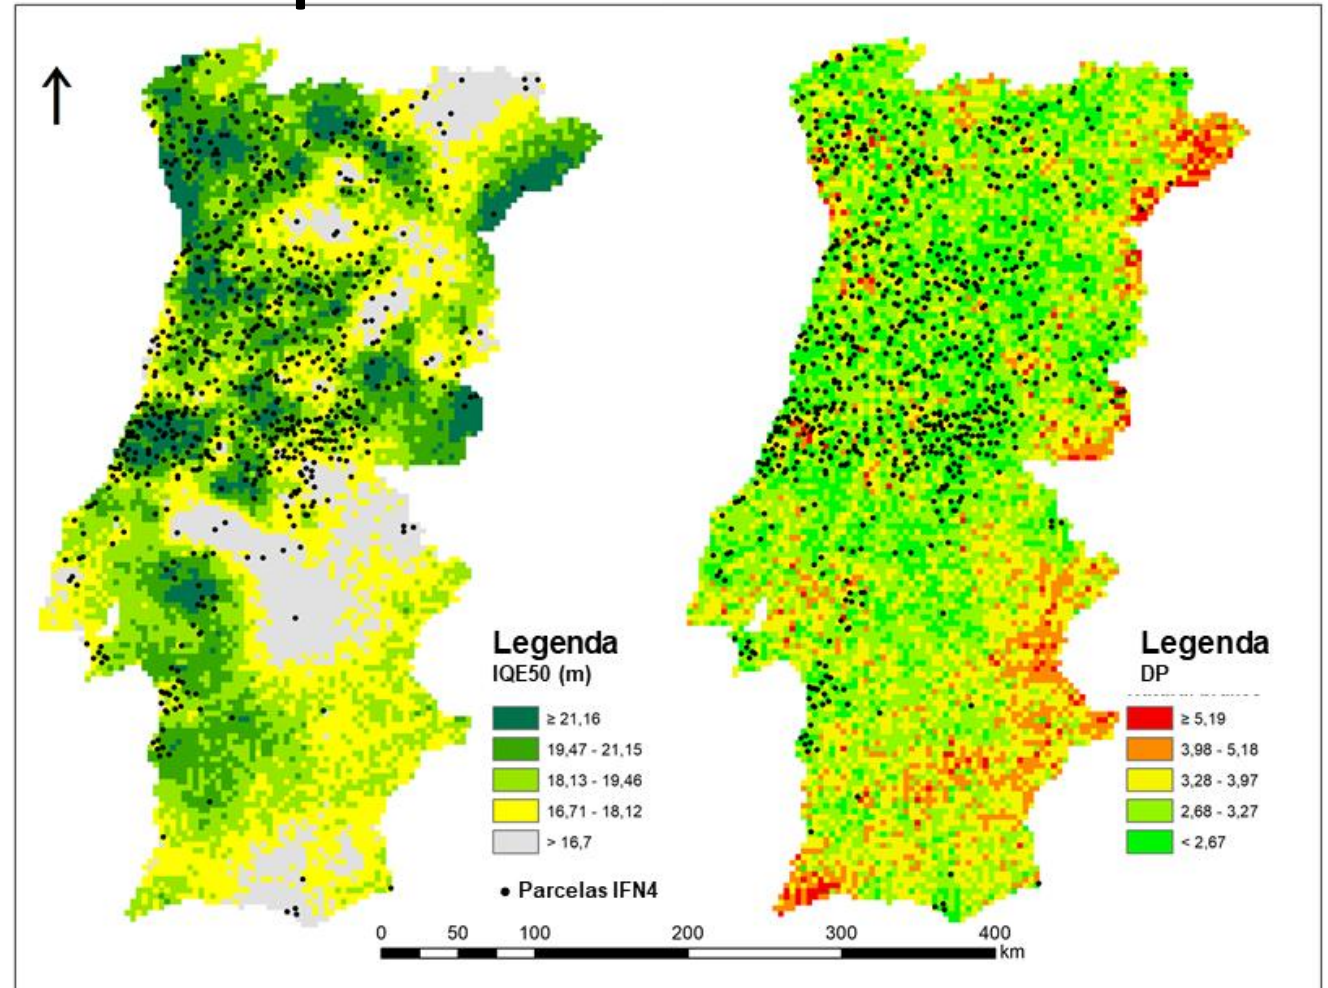 Legenda
IQE50 (m)
≥ 21,16
19,47 - 21,15
18,13 - 19,46
16,71 - 18,12
> 16,7
• Parcelas IFN4
Legenda
DP
≥ 5,19
3,98 - 5,18
3,28 - 3,97
2,68 - 3,27
< 2,67
0 50 100 200 300 400
km